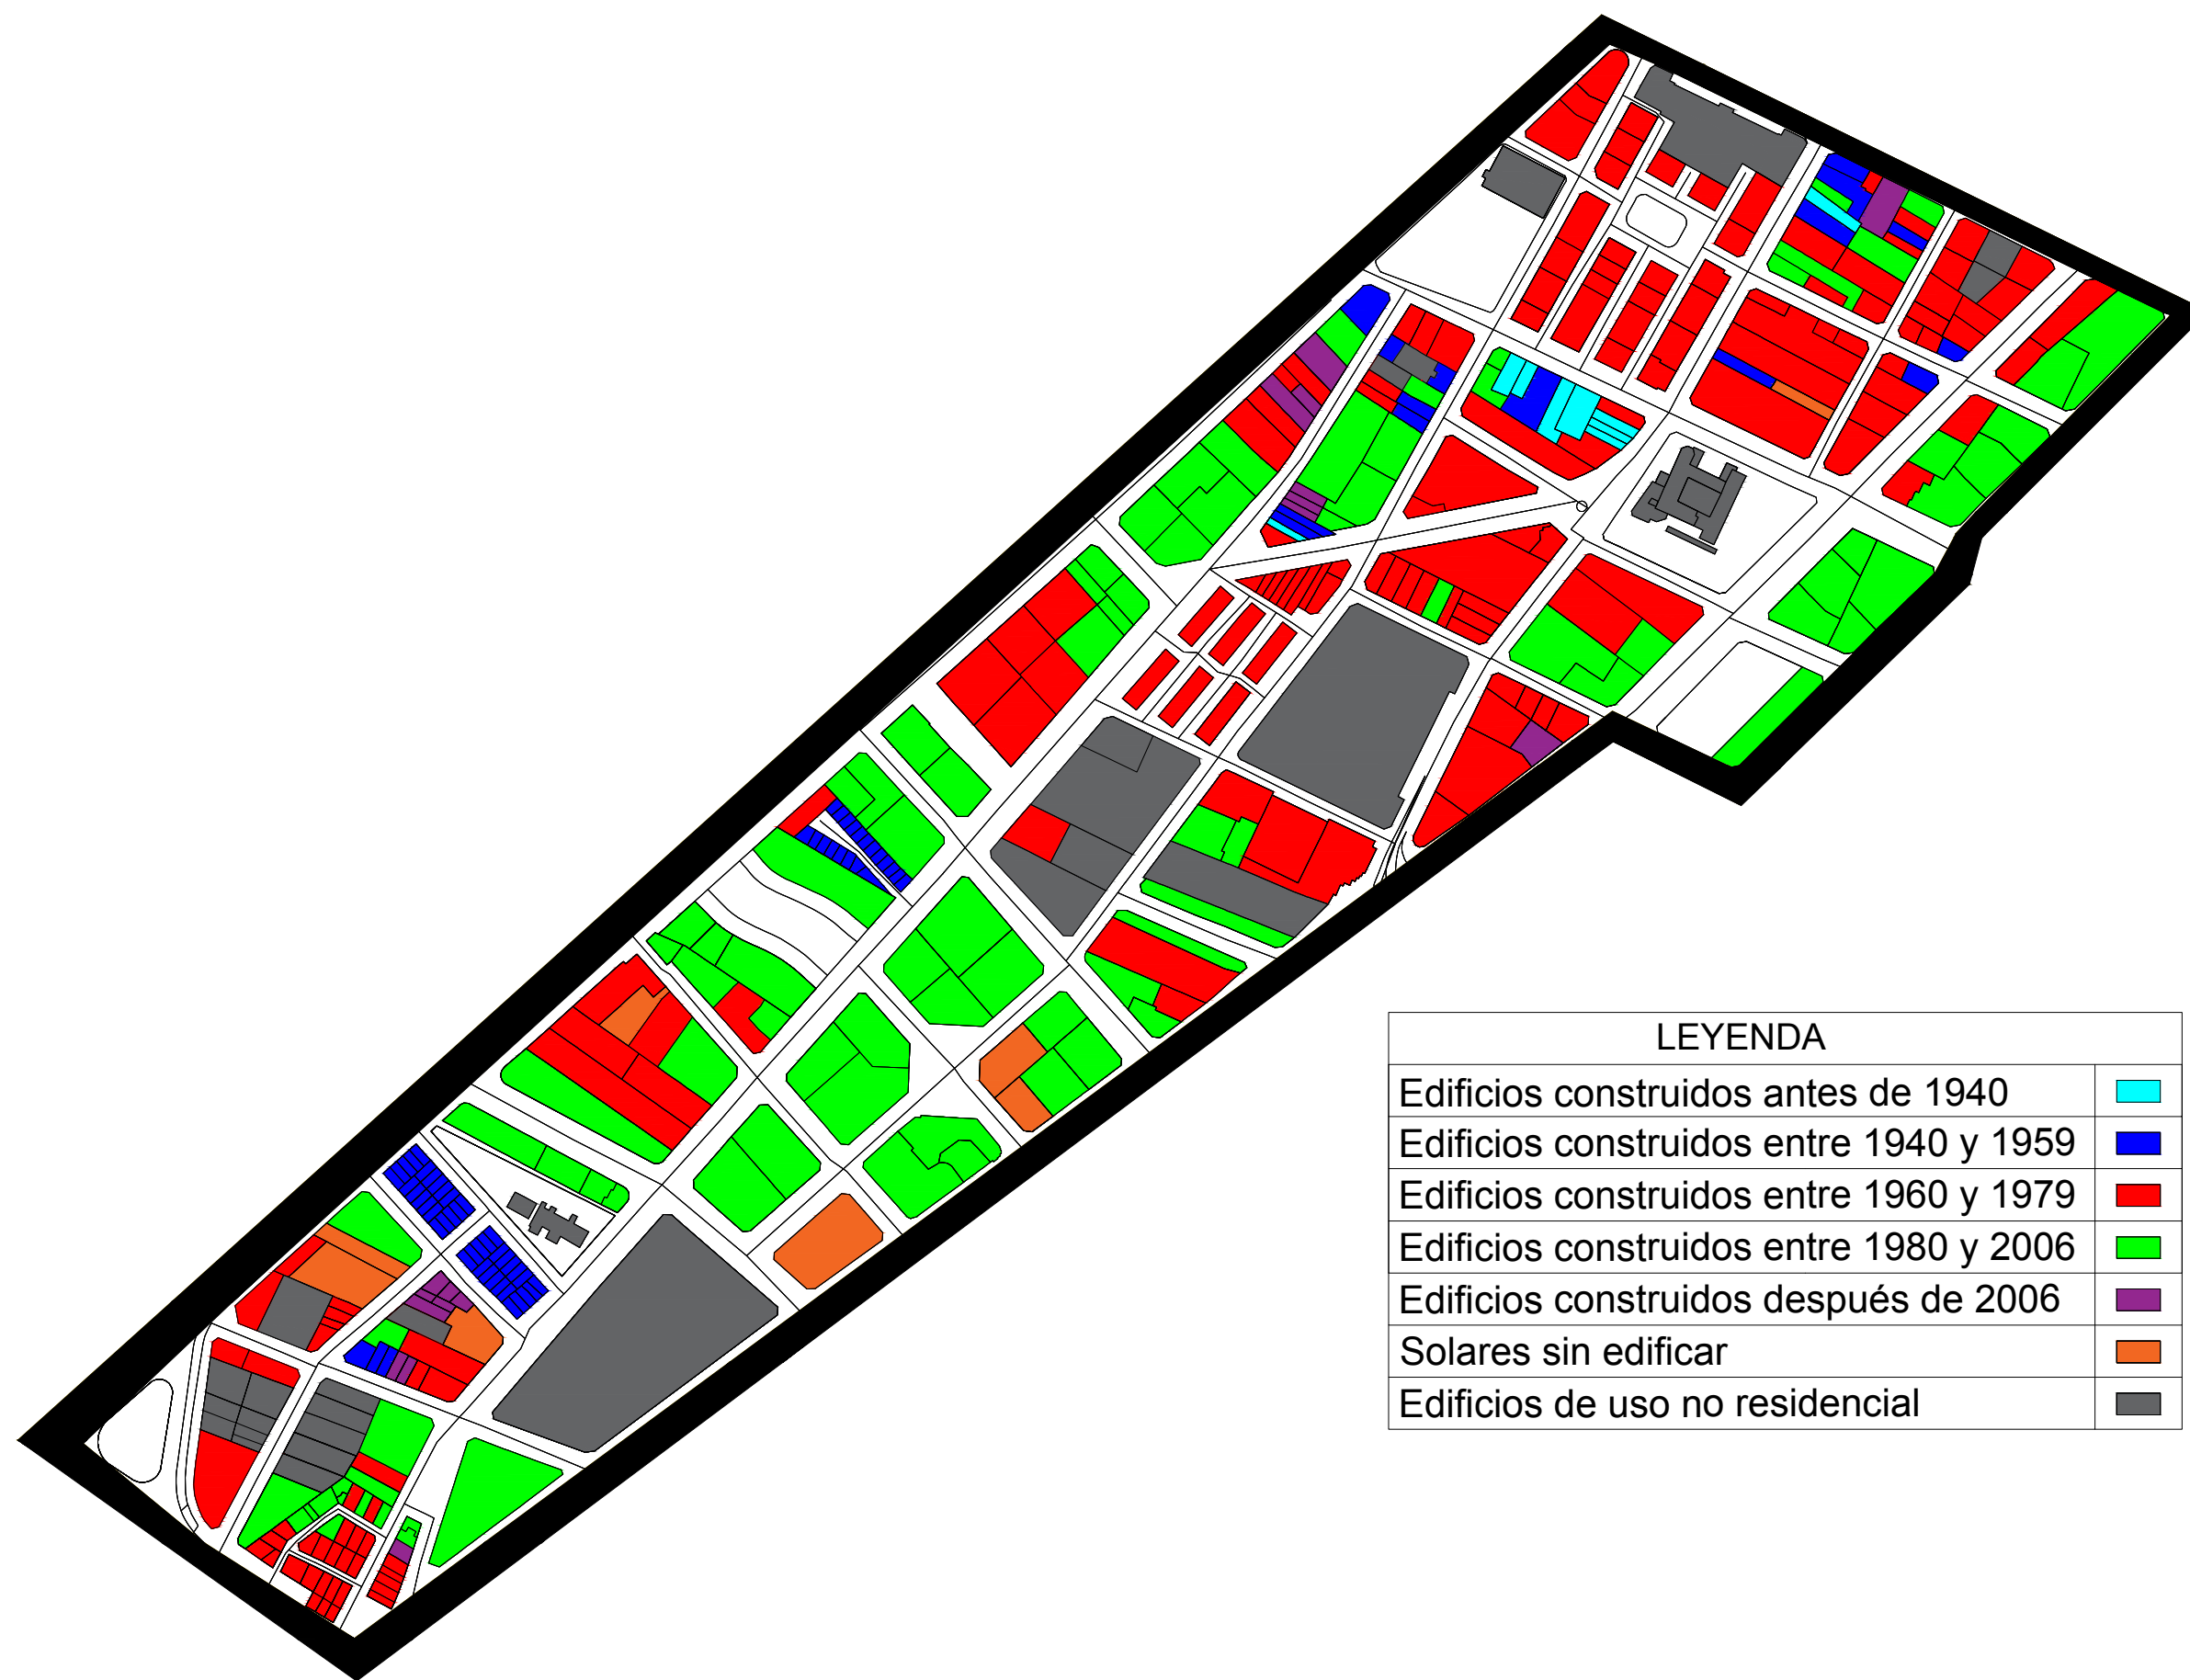 LEYENDA
Edificios construidos antes de 1940
Edificios construidos entre 1940 y 1959
Edificios construidos entre 1960 y 1979
Edificios construidos entre 1980 y 2006
Edificios construidos después de 2006
Solares sin edificar
Edificios de uso no residencial